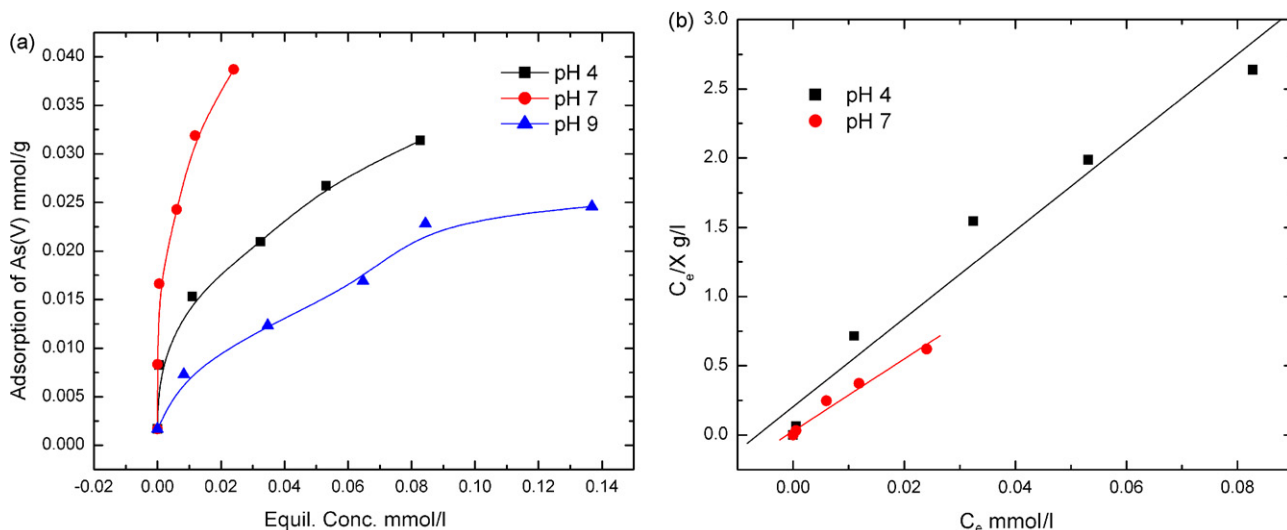 (a)
Adsorption of As(V) mmol/g
0.040
0.035
0.030
0.025
0.020
0.015
0.010
0.005
0.000
pH 4
pH 7
pH 9
-0.02 0.00 0.02 0.04 0.06 0.08 0.10 0.12 0.14
Equil. Conc. mmol/l
(b)
Ce/X g/l
3.0
2.5
2.0
1.5
1.0
0.5
0.0
pH 4
pH 7
0.00 0.02 0.04 0.06 0.08
Ce mmol/l